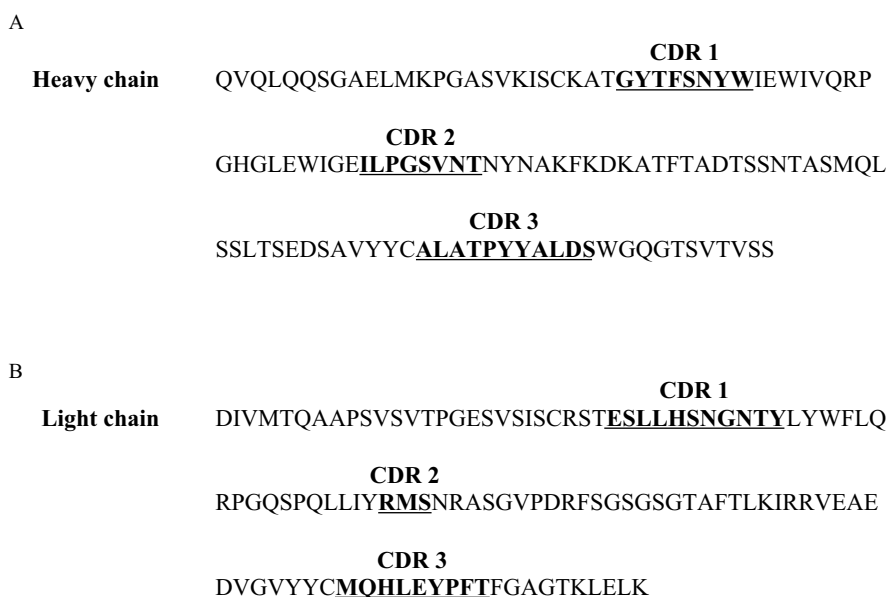 A
CDR 1
Heavy chain QVQLQQSGAELMKPGASVKISCKATGYTFSNYWIEWIVQRP
CDR 2
GHGLEWIGEILPGSVNTNYNAKFKDKATFTADTSSNTASMQL
CDR 3
SSLTSEDSAVYYCALATPYYALDSWGQGTSVTVSS
B
CDR 1
Light chain DIVMTQAAPSVSVTPGESVSISCRSTESLLHSNGNTYLYWFLQ
CDR 2
RPGQSPQLLIYRMSNRASGVPDRFSGSGSGTAFTLKIRRVEAE
CDR 3
DVGVYYCMQHLEYPFTFGAGTKLELK